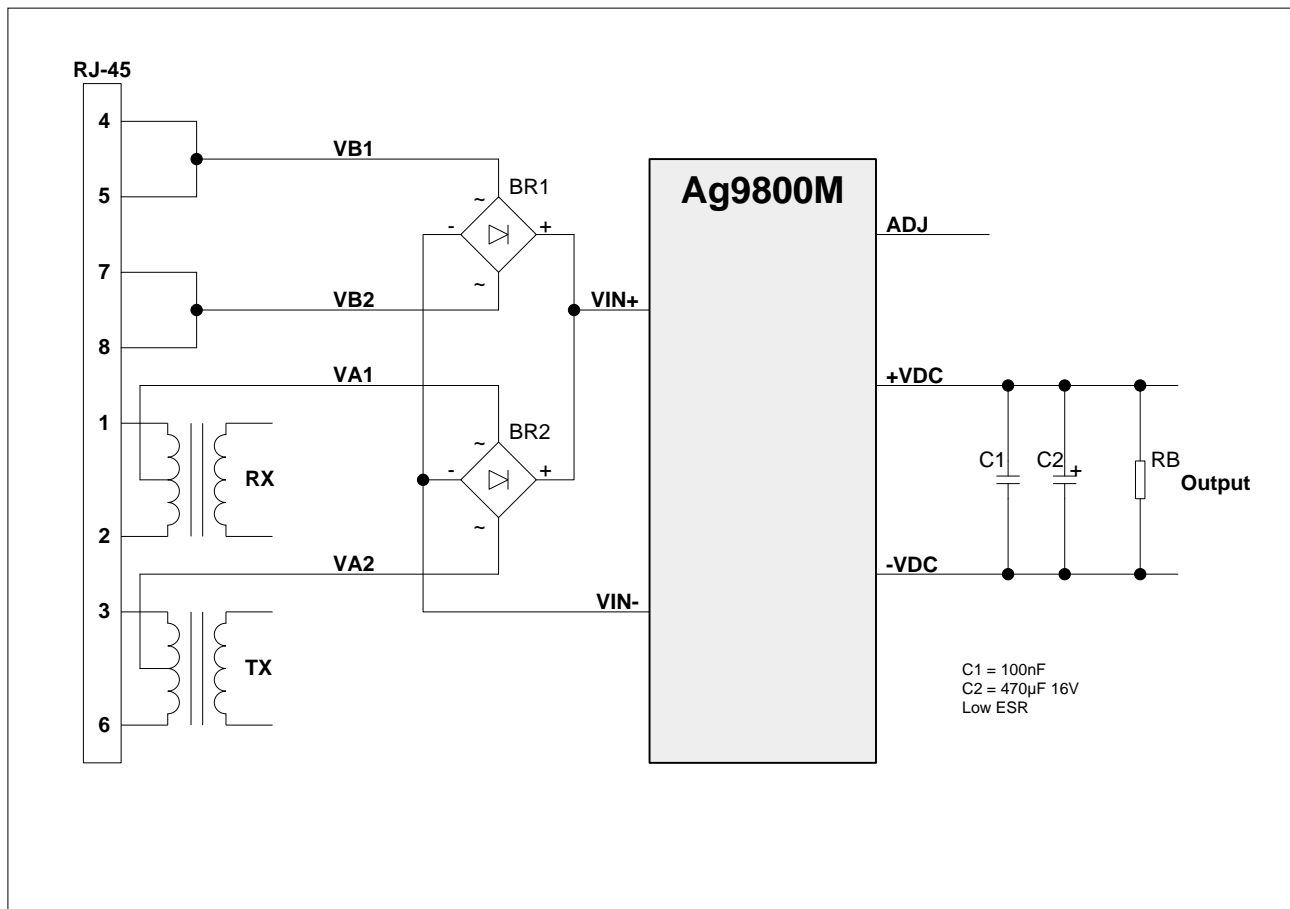 RJ-45
4
VB1
5
BR1
~
-
+
~
Ag9800M
ADJ
7
VB2
VIN+
8
VA1
+VDC
1
BR2
~
-
+
~
RX
C1
C2
+
RB
Output
2
VA2
-VDC
3
VIN-
TX
6
C1 = 100nF
C2 = 470µF 16V
Low ESR